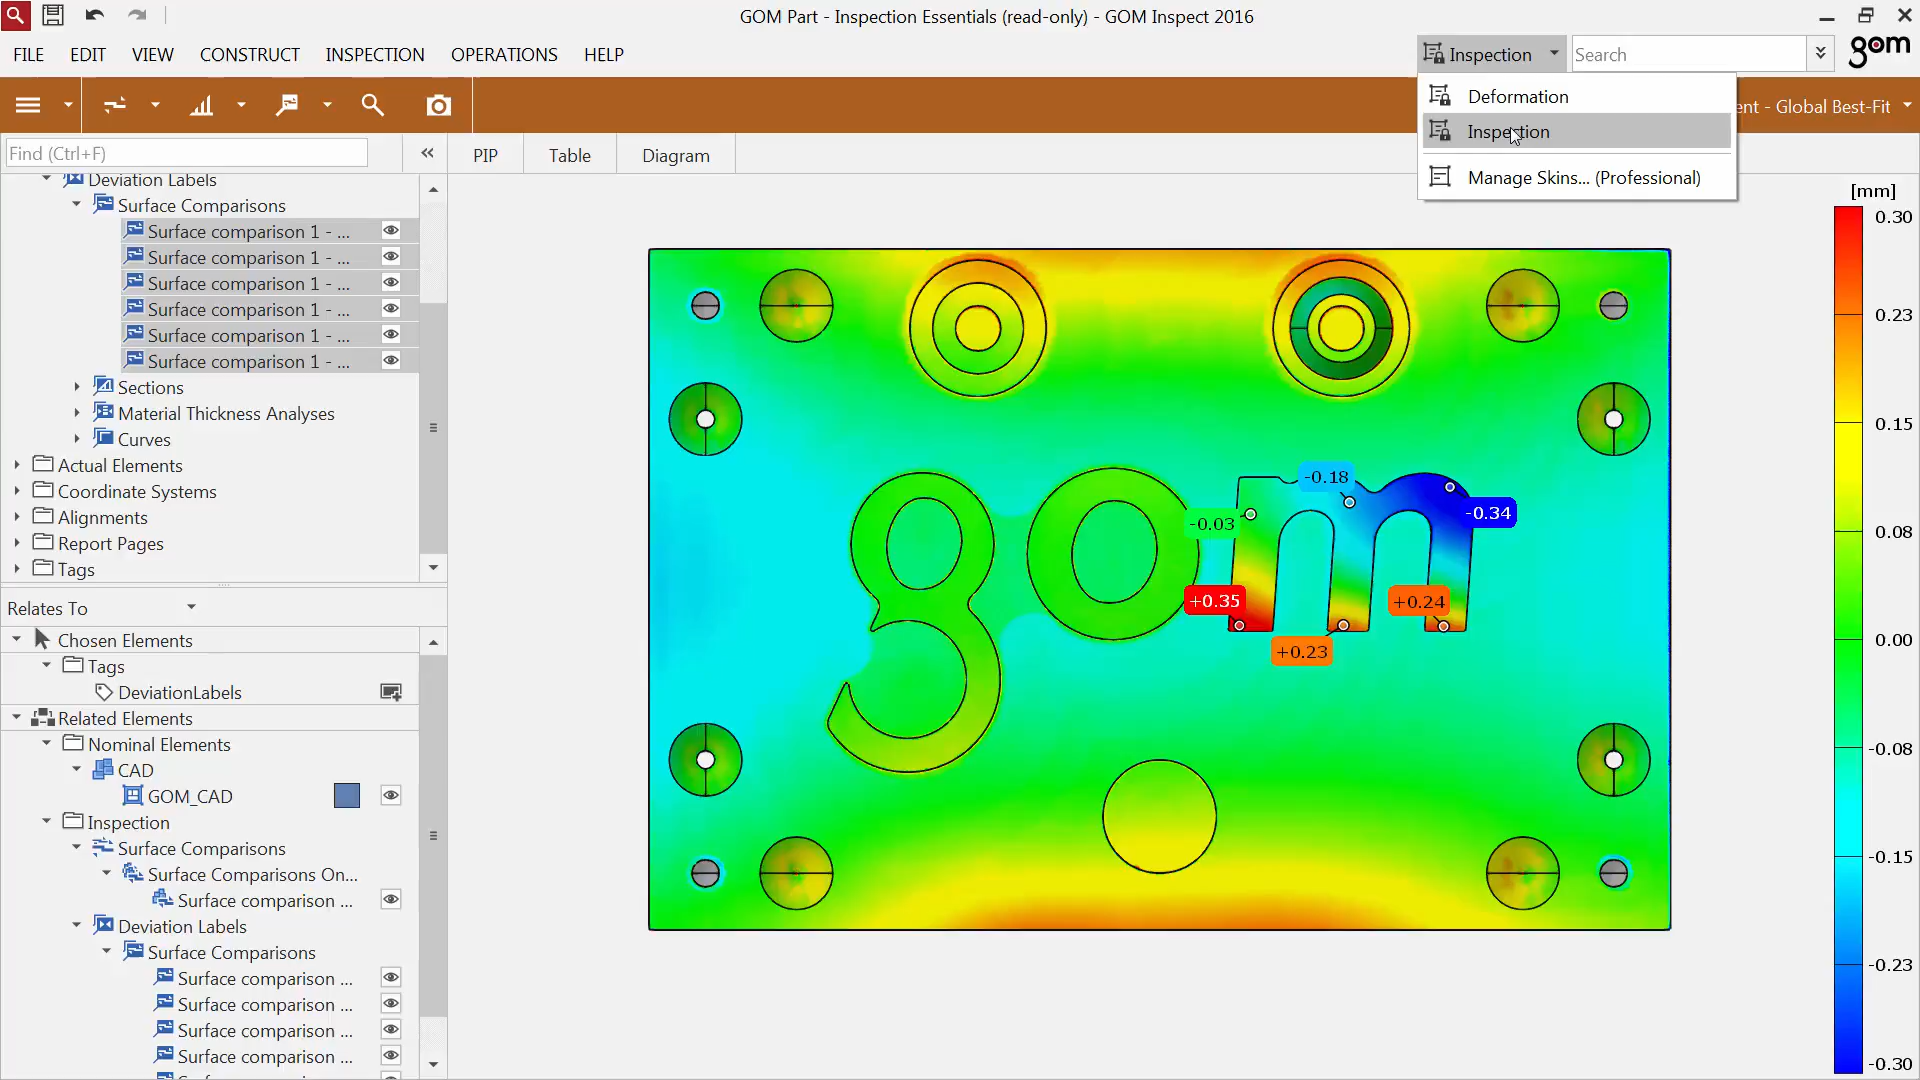 GOM Part - Inspection Essentials (read-only) - GOM Inspect 2016
FILE EDIT VIEW CONSTRUCT INSPECTION OPERATIONS HELP
Inspection
Search
gom
Deformation
Inspection
Manage Skins... (Professional)
ent - Global Best-Fit
Find (Ctrl+F)
PIP
Table
Diagram
Deviation Labels
Surface Comparisons
Surface comparison 1 - ...
Surface comparison 1 - ...
Surface comparison 1 - ...
Surface comparison 1 - ...
Surface comparison 1 - ...
Surface comparison 1 - ...
Sections
Material Thickness Analyses
Curves
Actual Elements
Coordinate Systems
Alignments
Report Pages
Tags
Relates To
Chosen Elements
Tags
DeviationLabels
Related Elements
Nominal Elements
CAD
GOM_CAD
Inspection
Surface Comparisons
Surface Comparisons On...
Surface comparison ...
Deviation Labels
Surface Comparisons
Surface comparison ...
Surface comparison ...
Surface comparison ...
Surface comparison ...
gom
-0.18
-0.34
-0.03
+0.35
+0.24
+0.23
[mm]
0.30
0.23
0.15
0.08
0.00
-0.08
-0.15
-0.23
-0.30